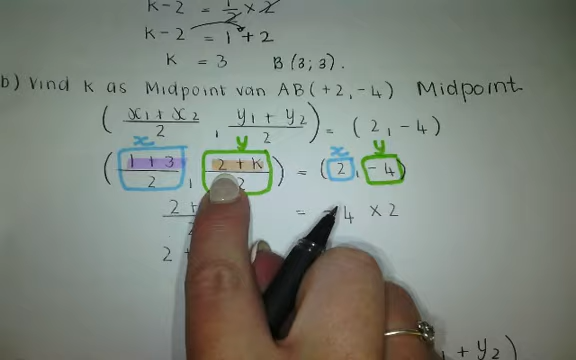 K-2 = 1/2 × 2
K-2 = 1 + 2
K = 3 B(3;3).
b) Vind K as Midpoint van AB(+2,-4) Midpoint
(x1 + x2 / 2 , y1 + y2 / 2) = (2,-4)
x y x y
(1 + 3 / 2 , 2 + K / 2) = (2, -4)
2 + = -4 × 2
2
+ y2)